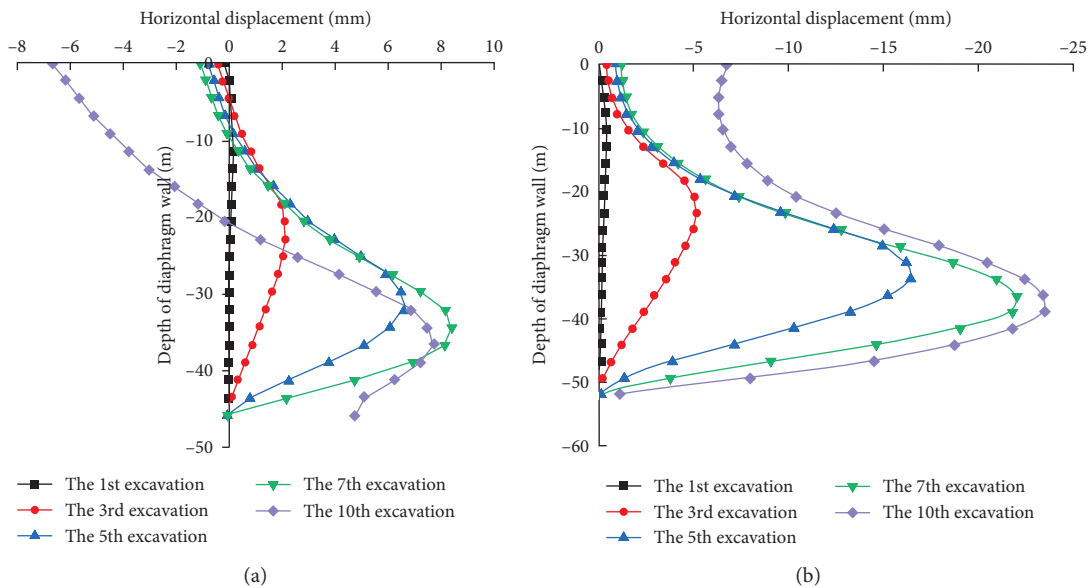 Horizontal displacement (mm)
–8 –6 –4 –2 0 2 4 6 8 10
0
–10
–20
–30
–40
–50
Depth of diaphragm wall (m)
The 1st excavation
The 3rd excavation
The 5th excavation
The 7th excavation
The 10th excavation
(a)
Horizontal displacement (mm)
0 –5 –10 –15 –20 –25
0
–10
–20
–30
–40
–50
–60
Depth of diaphragm wall (m)
The 1st excavation
The 3rd excavation
The 5th excavation
The 7th excavation
The 10th excavation
(b)